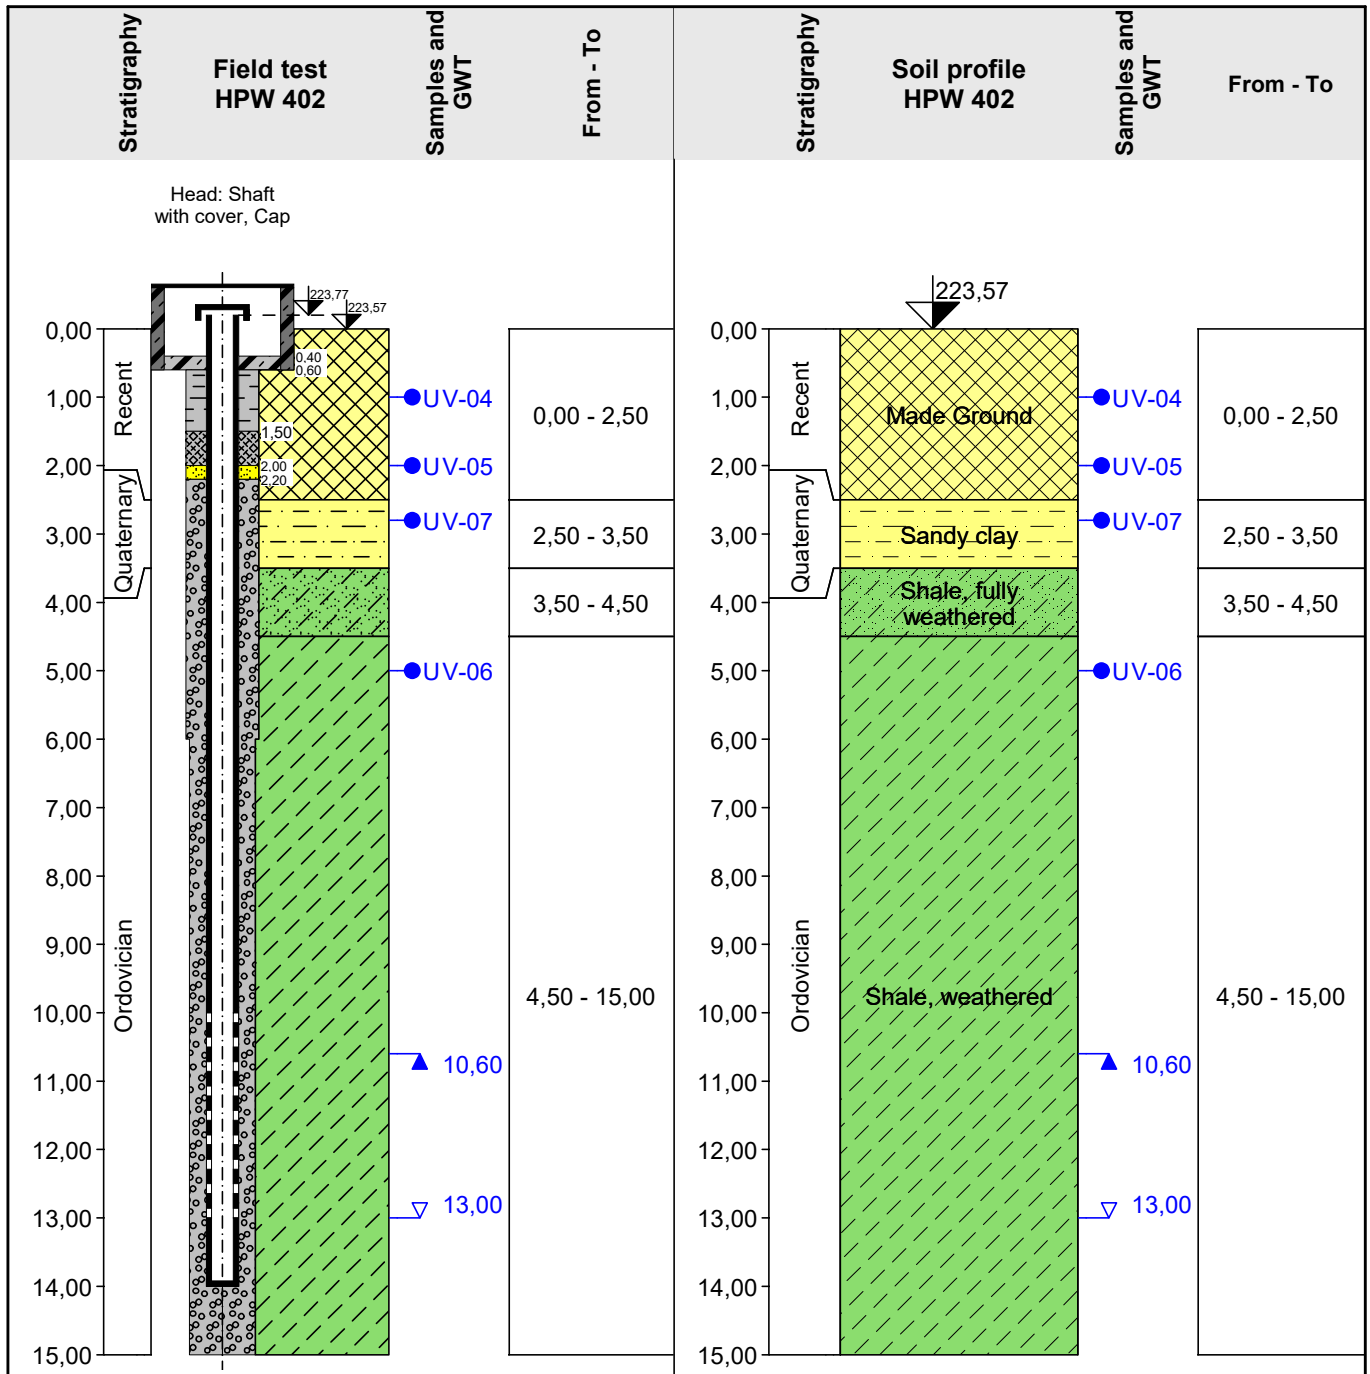 Stratigraphy
Field test
HPW 402
Samples and
GWT
From - To
Stratigraphy
Soil profile
HPW 402
Samples and
GWT
From - To
Head: Shaft
with cover, Cap
223,77
223,57
0,00
1,00
2,00
3,00
4,00
5,00
6,00
7,00
8,00
9,00
10,00
11,00
12,00
13,00
14,00
15,00
Recent
Quaternary
Ordovician
0,40
0,60
1,50
2,00
2,20
UV-04
UV-05
UV-07
UV-06
10,60
13,00
0,00 - 2,50
2,50 - 3,50
3,50 - 4,50
4,50 - 15,00
223,57
0,00
1,00
2,00
3,00
4,00
5,00
6,00
7,00
8,00
9,00
10,00
11,00
12,00
13,00
14,00
15,00
Recent
Quaternary
Ordovician
Made Ground
Sandy clay
Shale, fully
weathered
Shale, weathered
UV-04
UV-05
UV-07
UV-06
10,60
13,00
0,00 - 2,50
2,50 - 3,50
3,50 - 4,50
4,50 - 15,00